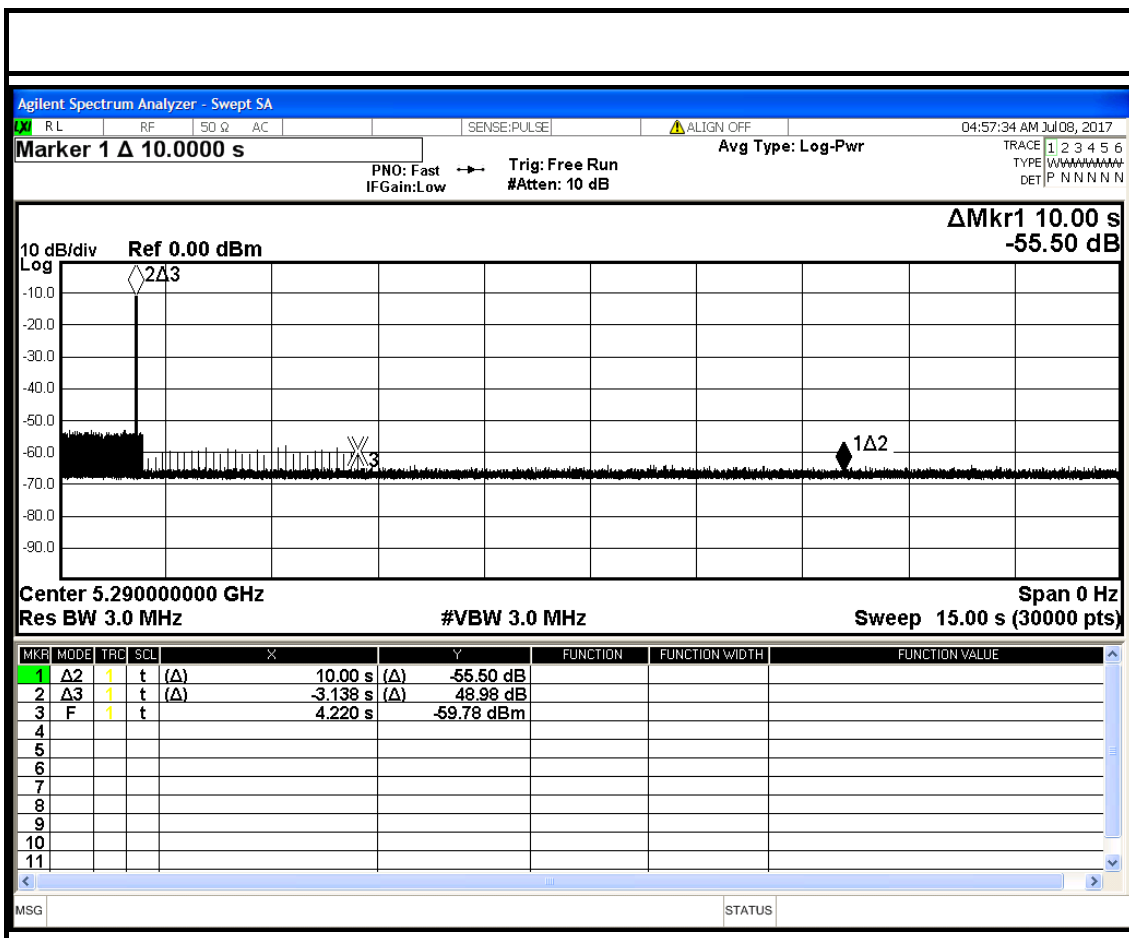 Agilent Spectrum Analyzer - Swept SA
LXI RL RF 50 Ω AC SENSE:PULSE ALIGN OFF 04:57:34 AM Jul 08, 2017
Marker 1 Δ 10.0000 s
Avg Type: Log-Pwr
TRACE 1 2 3 4 5 6
PNO: Fast Trig: Free Run
TYPE
IFGain:Low #Atten: 10 dB
DET P N N N N N
ΔMkr1 10.00 s
-55.50 dB
10 dB/div Ref 0.00 dBm
Log
2Δ3
-10.0
-20.0
-30.0
-40.0
-50.0
1Δ2
-60.0
3
-70.0
-80.0
-90.0
Center 5.290000000 GHz Span 0 Hz
Res BW 3.0 MHz #VBW 3.0 MHz Sweep 15.00 s (30000 pts)
MKR MODE TRC SCL X Y FUNCTION FUNCTION WIDTH FUNCTION VALUE
1 Δ2 1 t (Δ) 10.00 s (Δ) -55.50 dB
2 Δ3 1 t (Δ) -3.138 s (Δ) 48.98 dB
3 F 1 t 4.220 s -59.78 dBm
4
5
6
7
8
9
10
11
MSG STATUS